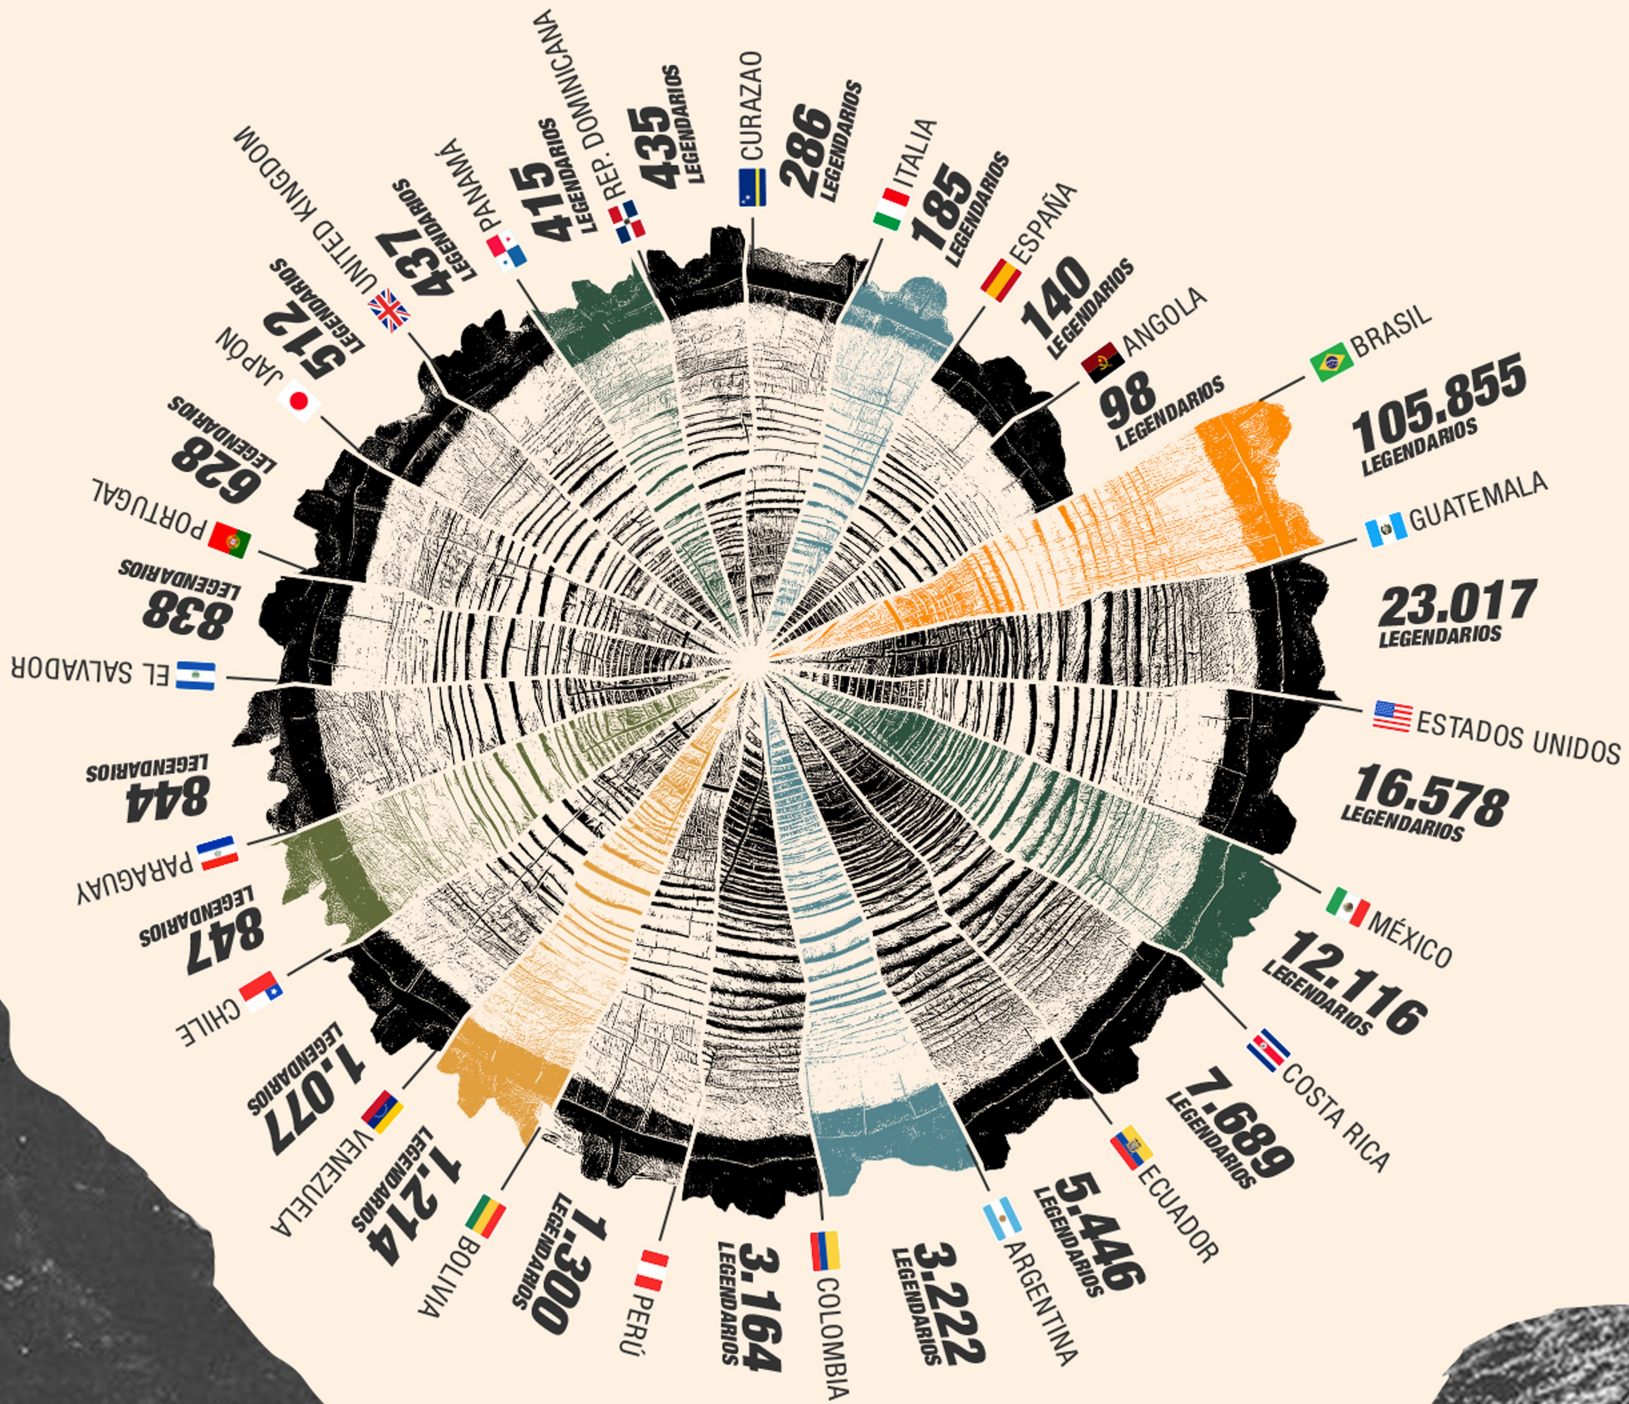 BRASIL
105.855
LEGENDARIOS
GUATEMALA
23.017
LEGENDARIOS
ESTADOS UNIDOS
16.578
LEGENDARIOS
MÉXICO
12.116
LEGENDARIOS
COSTA RICA
7.689
LEGENDARIOS
ECUADOR
5.446
LEGENDARIOS
ARGENTINA
3.222
LEGENDARIOS
COLOMBIA
3.164
LEGENDARIOS
PERÚ
1.300
LEGENDARIOS
BOLIVIA
1.214
LEGENDARIOS
VENEZUELA
1.077
LEGENDARIOS
CHILE
847
LEGENDARIOS
PARAGUAY
844
LEGENDARIOS
EL SALVADOR
838
LEGENDARIOS
PORTUGAL
628
LEGENDARIOS
JAPÓN
512
LEGENDARIOS
UNITED KINGDOM
437
LEGENDARIOS
PANAMÁ
415
LEGENDARIOS
REP. DOMINICANA
435
LEGENDARIOS
CURAZAO
286
LEGENDARIOS
ITALIA
185
LEGENDARIOS
ESPAÑA
140
LEGENDARIOS
ANGOLA
98
LEGENDARIOS